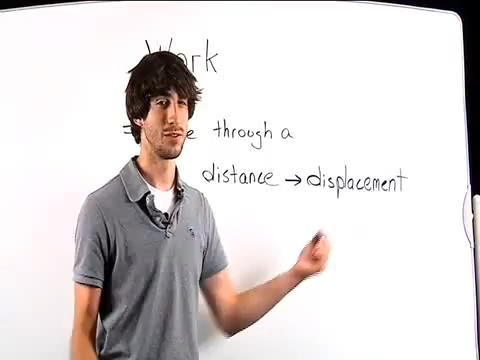 Work
through a
distance → displacement